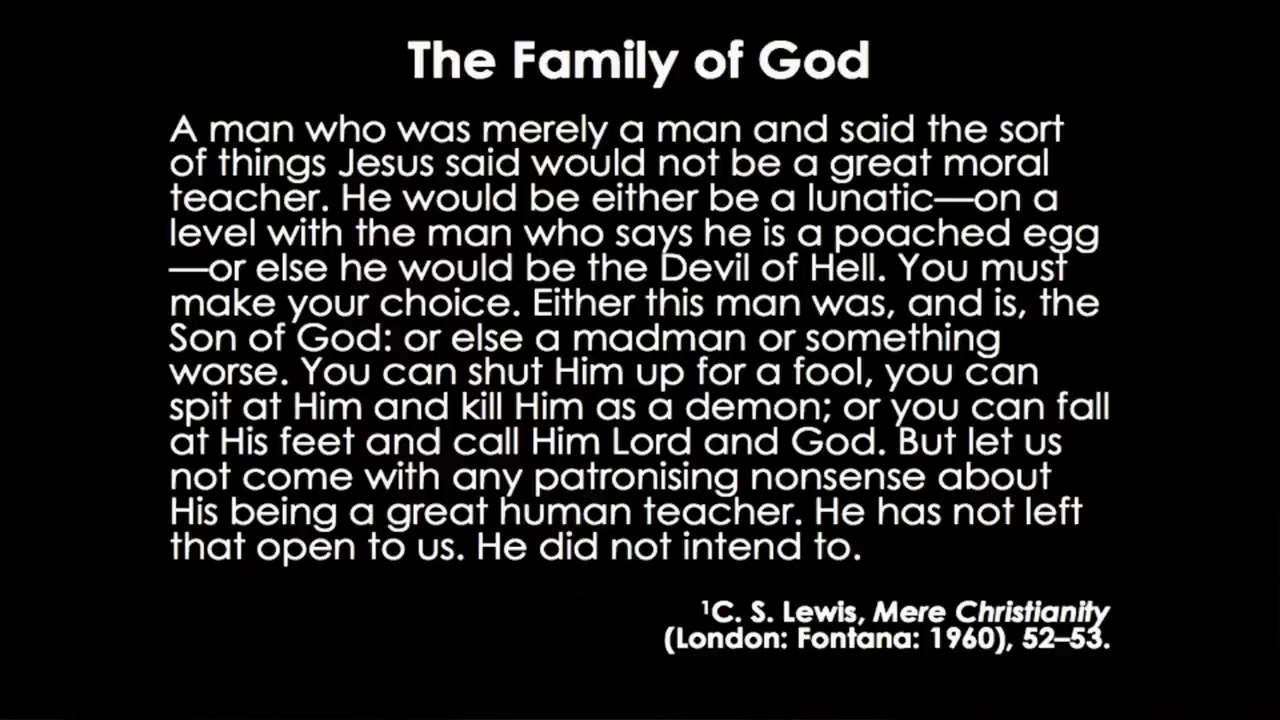 The Family of God
A man who was merely a man and said the sort
of things Jesus said would not be a great moral
teacher. He would be either be a lunatic—on a
level with the man who says he is a poached egg
—or else he would be the Devil of Hell. You must
make your choice. Either this man was, and is, the
Son of God: or else a madman or something
worse. You can shut Him up for a fool, you can
spit at Him and kill Him as a demon; or you can fall
at His feet and call Him Lord and God. But let us
not come with any patronising nonsense about
His being a great human teacher. He has not left
that open to us. He did not intend to.
¹C. S. Lewis, Mere Christianity
(London: Fontana: 1960), 52–53.